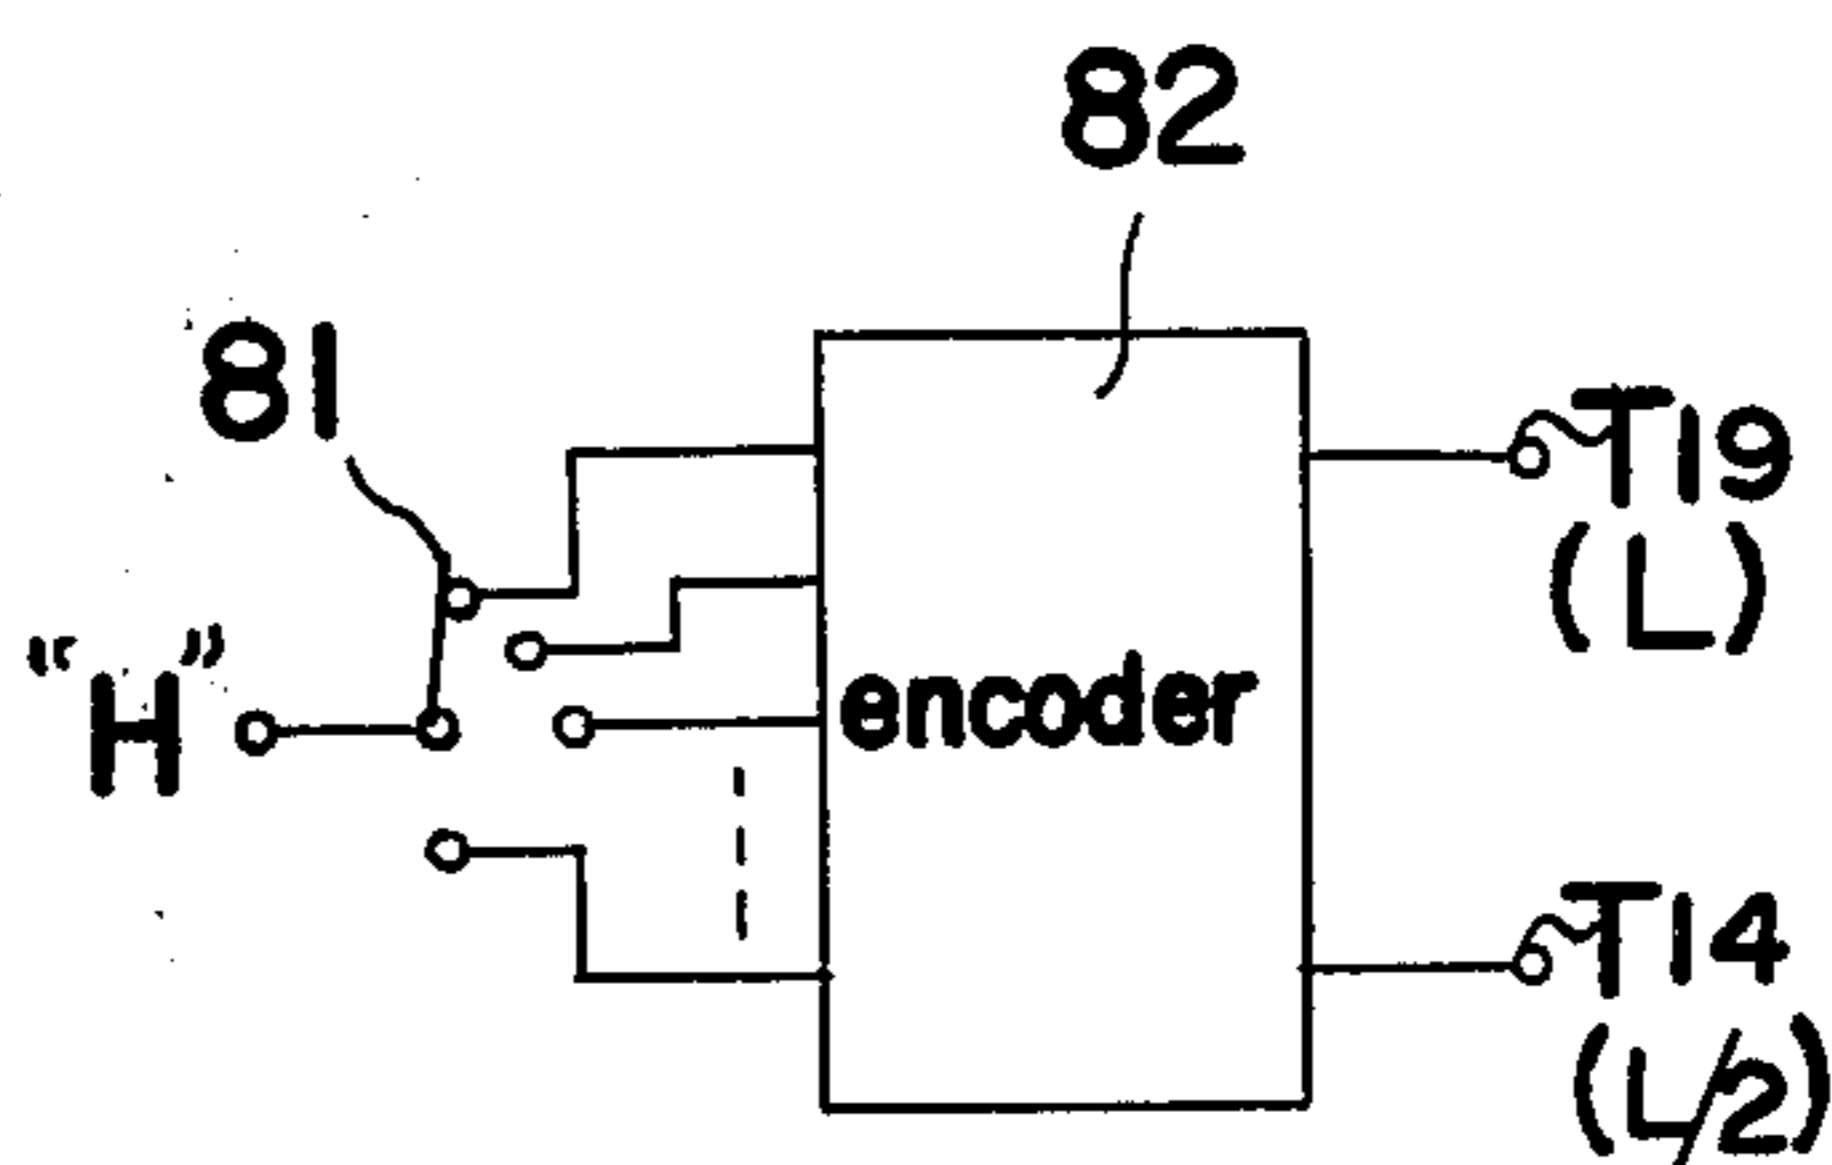 82
81
T19
(L)
“H”
encoder
T14
(L/2)